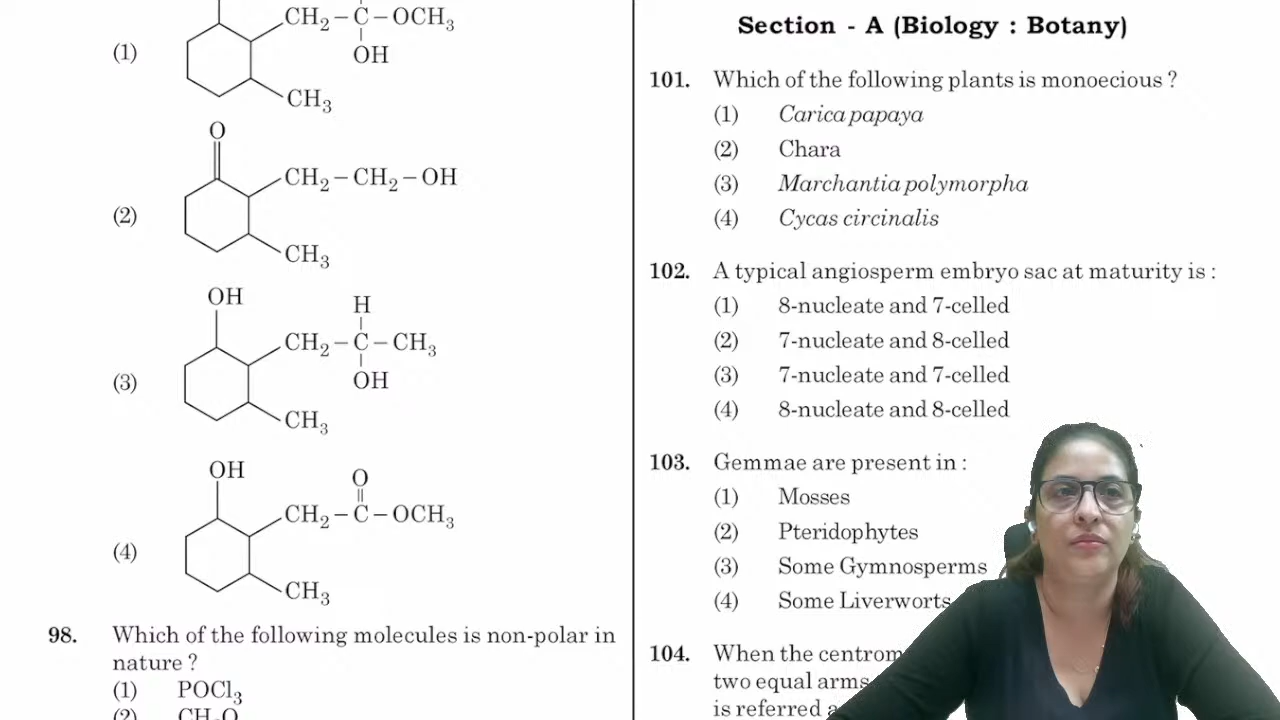 (1)
CH2–C–OCH3
OH
CH3
(2)
O
CH2–CH2–OH
CH3
(3)
OH
H
CH2–C–CH3
OH
CH3
(4)
OH
O
CH2–C–OCH3
CH3
98. Which of the following molecules is non-polar in
nature ?
(1) POCl3
(2)
Section - A (Biology : Botany)
101. Which of the following plants is monoecious ?
(1) Carica papaya
(2) Chara
(3) Marchantia polymorpha
(4) Cycas circinalis
102. A typical angiosperm embryo sac at maturity is :
(1) 8-nucleate and 7-celled
(2) 7-nucleate and 8-celled
(3) 7-nucleate and 7-celled
(4) 8-nucleate and 8-celled
103. Gemmae are present in :
(1) Mosses
(2) Pteridophytes
(3) Some Gymnosperms
(4) Some Liverworts
104. When the
two equal arms
is referred